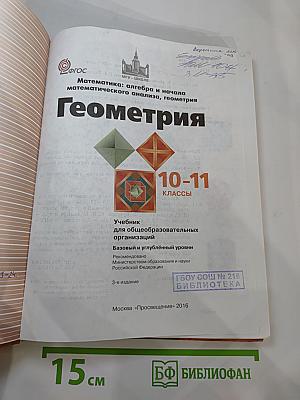 ФГОС
МГУ - ШКОЛЕ
Математика: алгебра и начала
математического анализа, геометрия
Геометрия
10-11
КЛАССЫ
Учебник
для общеобразовательных
организаций
Базовый и углублённый уровни
Рекомендовано
Министерством образования и науки
Российской Федерации
3-е издание
ГБОУ СОШ № 216
БИБЛИОТЕКА
Москва «Просвещение» 2016
15 см
БФ БИБЛИОФАН